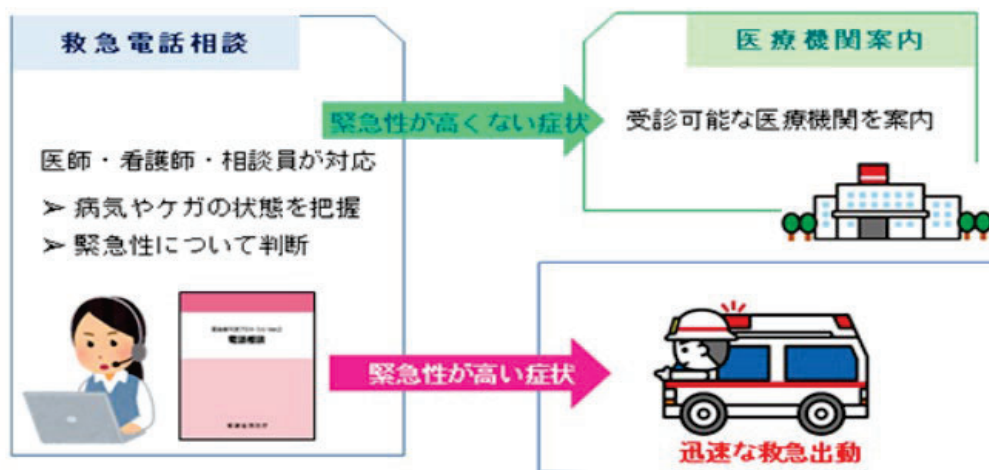 救急電話相談
医師・看護師・相談員が対応
➢ 病気やケガの状態を把握
➢ 緊急性について判断
電話相談
緊急性が高くない症状
医療機関案内
受診可能な医療機関を案内
緊急性が高い症状
迅速な救急出動